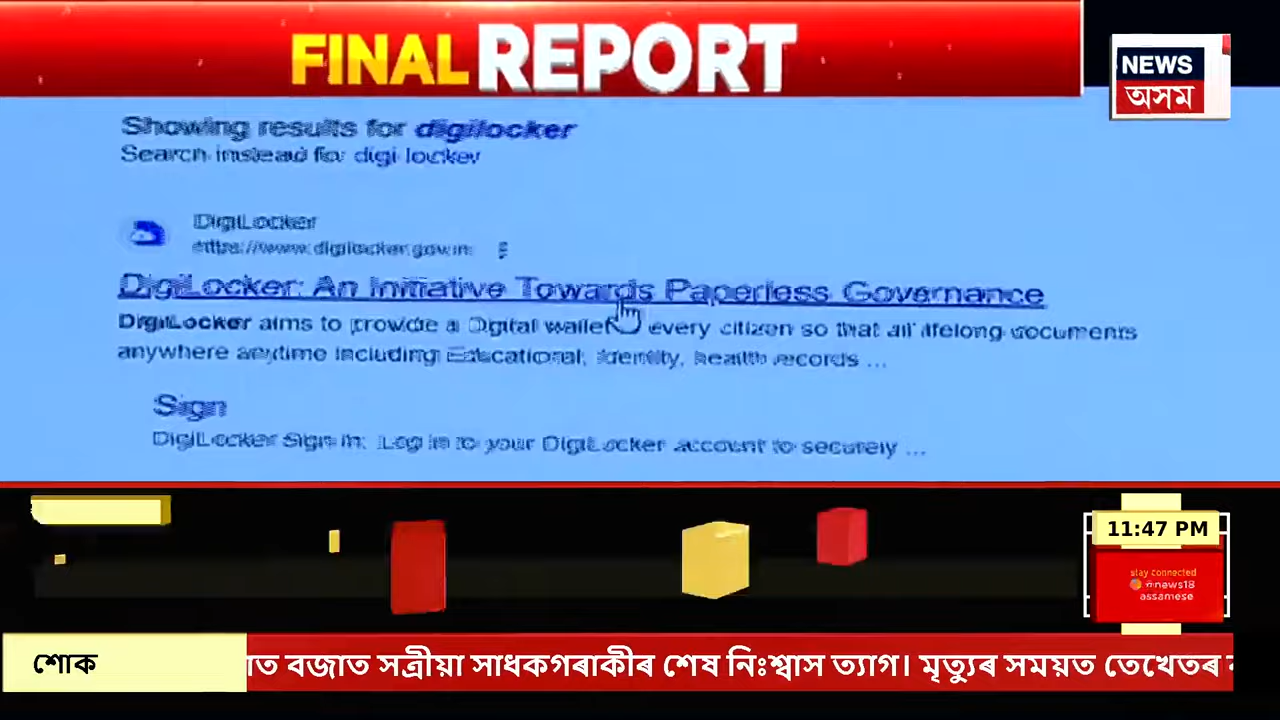 FINAL REPORT
NEWS
অসম
Showing results for digilocker
Search instead for digi locker
DigiLocker
https://www.digilocker.gov.in
DigiLocker: An Initiative Towards Paperless Governance
DigiLocker aims to provide a Digital wallet every citizen so that all lifelong documents
anywhere anytime including Educational, Identity, health records ...
Sign
DigiLocker Sign in: Log in to your DigiLocker account to securely ...
11:47 PM
stay connected
@news18
assamese
শোক
বজাত সত্ৰীয়া সাধকগৰাকীৰ শেষ নিঃশ্বাস ত্যাগ। মৃত্যুৰ সময়ত তেখেতৰ